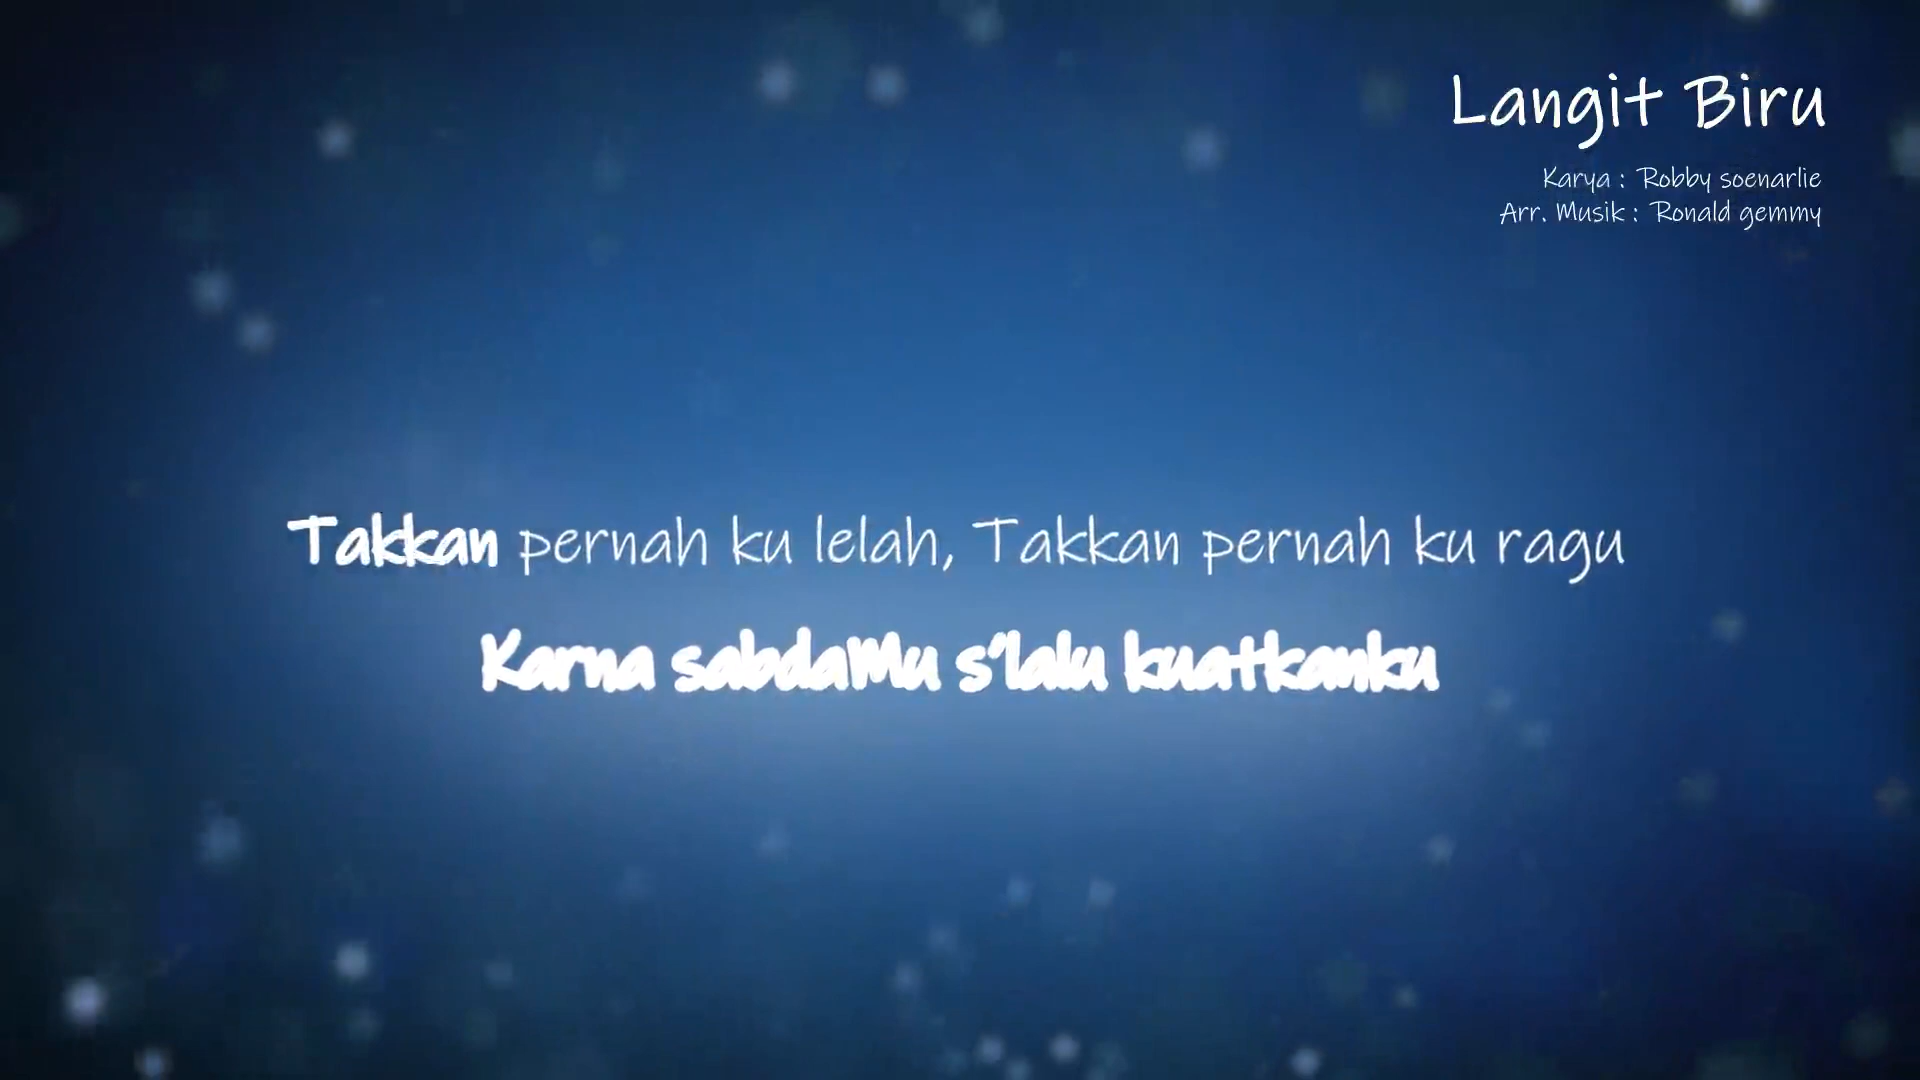 Langit Biru
Karya : Robby soenarlie
Arr. Musik : Ronald gemmy
Takkan pernah ku lelah, Takkan pernah ku ragu
Karna sabdaMu s'lalu kuatkanku